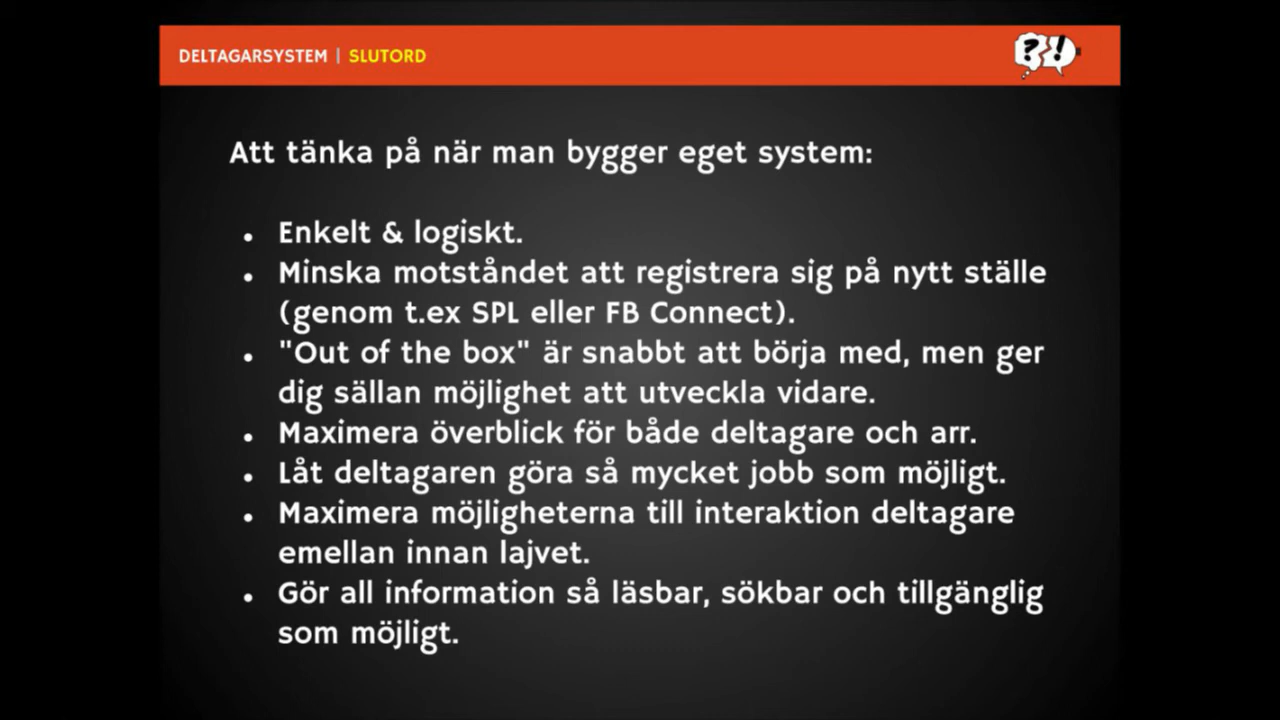 DELTAGARSYSTEM | SLUTORD
?!
Att tänka på när man bygger eget system:
• Enkelt & logiskt.
• Minska motståndet att registrera sig på nytt ställe
(genom t.ex SPL eller FB Connect).
• "Out of the box" är snabbt att börja med, men ger
dig sällan möjlighet att utveckla vidare.
• Maximera överblick för både deltagare och arr.
• Låt deltagaren göra så mycket jobb som möjligt.
• Maximera möjligheterna till interaktion deltagare
emellan innan lajvet.
• Gör all information så läsbar, sökbar och tillgänglig
som möjligt.